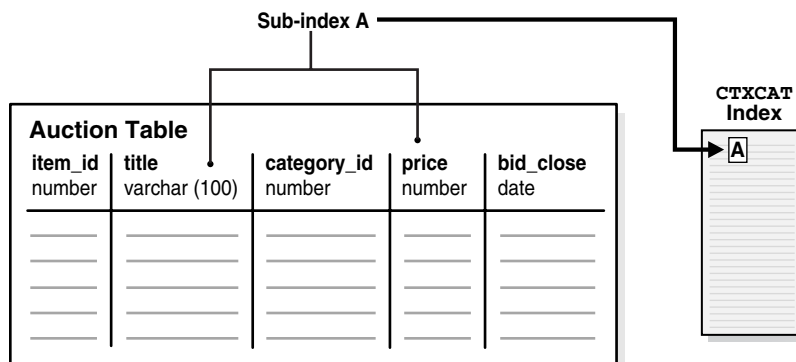 Sub-index A
CTXCAT
Index
A
Auction Table
item_id title category_id price bid_close
number varchar (100) number number date